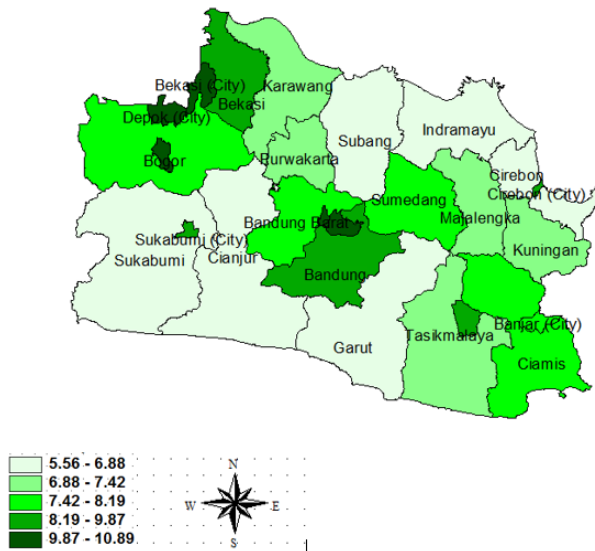 Bekasi (City)
Karawang
Bekasi
Depok (City)
Subang
Indramayu
Bogor
Purwakarta
Cirebon
Cirebon (City)
Sumedang
Majalengka
Bandung Barat
Sukabumi (City)
Kuningan
Sukabumi
Cianjur
Bandung
Banjar (City)
Tasikmalaya
Garut
Ciamis
5.56 - 6.88
6.88 - 7.42
7.42 - 8.19
8.19 - 9.87
9.87 - 10.89
N
W E
S